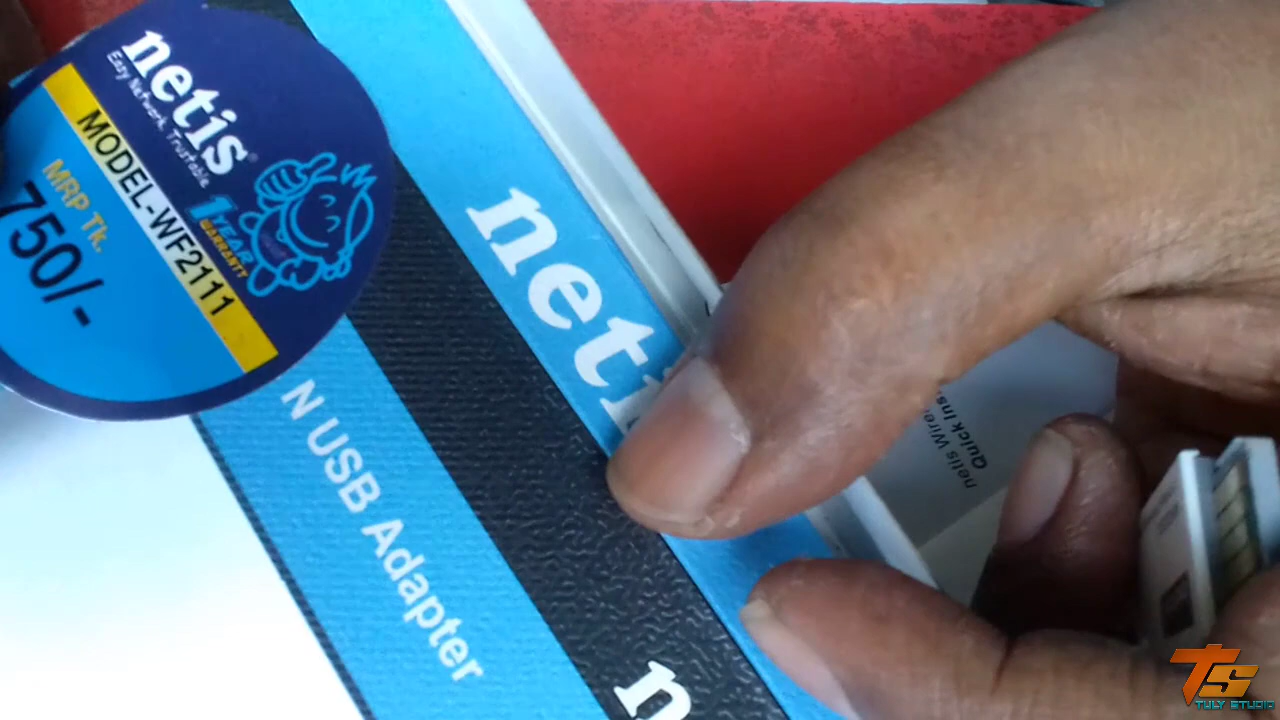 netis®
Easy Network, Trustable
MODEL-WF2111
MRP Tk.
750/-
1 YEAR
WARRANTY
neti
N USB Adapter
n
netis Wire
Quick Ins
TS
TULY STUDIO